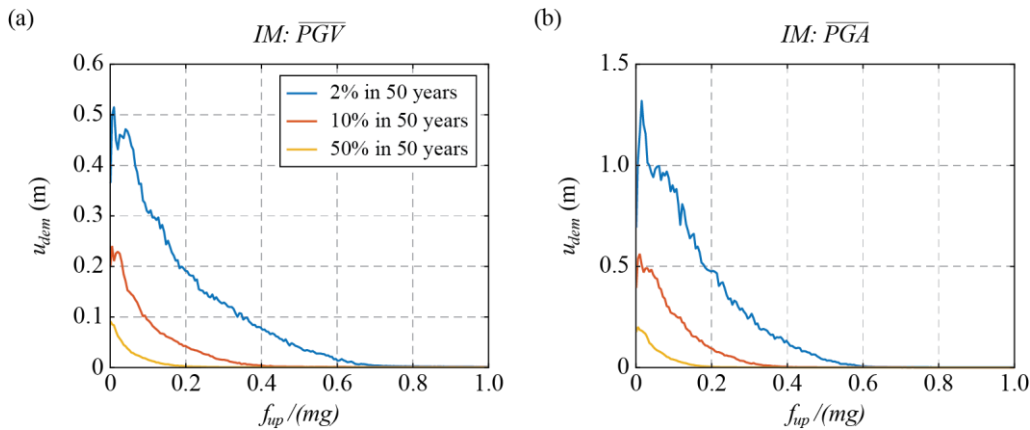 (a)
IM: PGV
0.6
0.5
0.4
0.3
0.2
0.1
0
u_dem (m)
2% in 50 years
10% in 50 years
50% in 50 years
0 0.2 0.4 0.6 0.8 1.0
f_up/(mg)
(b)
IM: PGA
1.5
1.0
0.5
0
u_dem (m)
0 0.2 0.4 0.6 0.8 1.0
f_up/(mg)